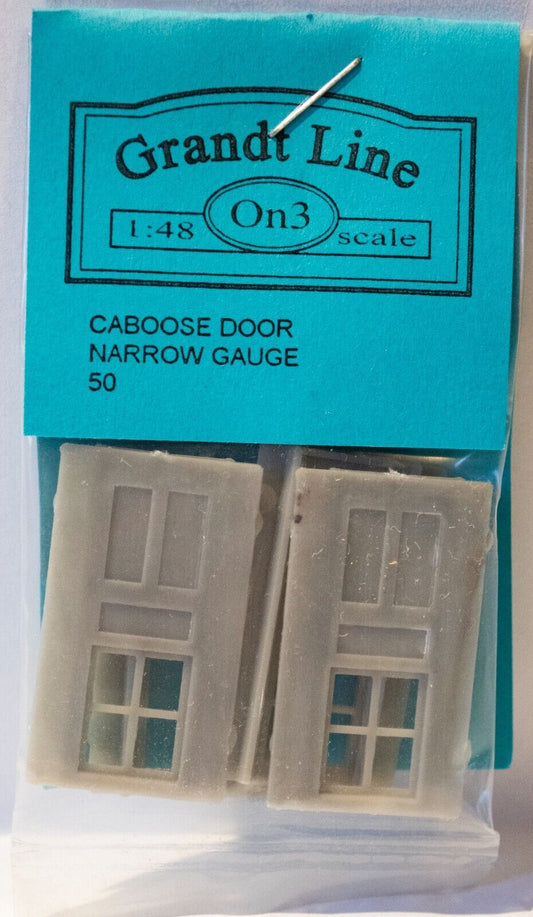 Grandt Line
On3
1:48 scale
CABOOSE DOOR
NARROW GAUGE
50